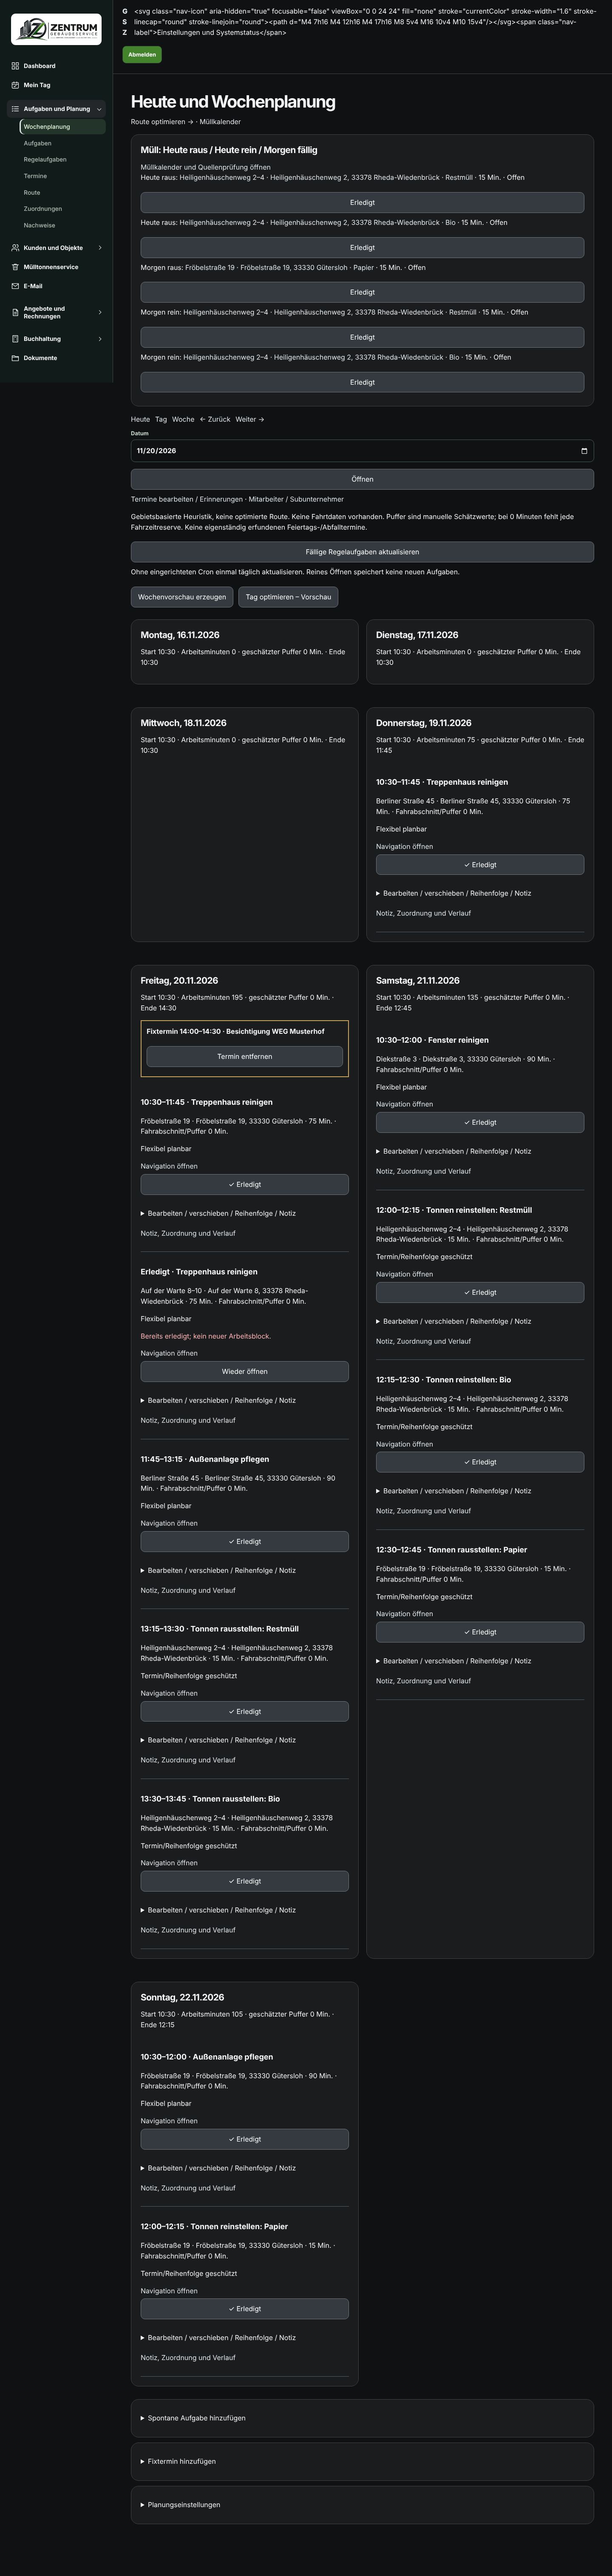 ZENTRUM
GEBÄUDESERVICE
Dashboard
Mein Tag
Aufgaben und Planung
Wochenplanung
Aufgaben
Regelaufgaben
Termine
Route
Zuordnungen
Nachweise
Kunden und Objekte
Mülltonnenservice
E-Mail
Angebote und
Rechnungen
Buchhaltung
Dokumente
G
S
Z
<svg class="nav-icon" aria-hidden="true" focusable="false" viewBox="0 0 24 24" fill="none" stroke="currentColor" stroke-width="1.6" stroke-
linecap="round" stroke-linejoin="round"><path d="M4 7h16 M4 12h16 M4 17h16 M8 5v4 M16 10v4 M10 15v4"/></svg><span class="nav-
label">Einstellungen und Systemstatus</span>
Abmelden
Heute und Wochenplanung
Route optimieren → · Müllkalender
Müll: Heute raus / Heute rein / Morgen fällig
Müllkalender und Quellenprüfung öffnen
Heute raus: Heiligenhäuschenweg 2–4 · Heiligenhäuschenweg 2, 33378 Rheda-Wiedenbrück · Restmüll · 15 Min. · Offen
Erledigt
Heute raus: Heiligenhäuschenweg 2–4 · Heiligenhäuschenweg 2, 33378 Rheda-Wiedenbrück · Bio · 15 Min. · Offen
Erledigt
Morgen raus: Fröbelstraße 19 · Fröbelstraße 19, 33330 Gütersloh · Papier · 15 Min. · Offen
Erledigt
Morgen rein: Heiligenhäuschenweg 2–4 · Heiligenhäuschenweg 2, 33378 Rheda-Wiedenbrück · Restmüll · 15 Min. · Offen
Erledigt
Morgen rein: Heiligenhäuschenweg 2–4 · Heiligenhäuschenweg 2, 33378 Rheda-Wiedenbrück · Bio · 15 Min. · Offen
Erledigt
Heute Tag Woche ← Zurück Weiter →
Datum
11/20/2026
Öffnen
Termine bearbeiten / Erinnerungen · Mitarbeiter / Subunternehmer
Gebietsbasierte Heuristik, keine optimierte Route. Keine Fahrtdaten vorhanden. Puffer sind manuelle Schätzwerte; bei 0 Minuten fehlt jede
Fahrzeitreserve. Keine eigenständig erfundenen Feiertags-/Abfalltermine.
Fällige Regelaufgaben aktualisieren
Ohne eingerichteten Cron einmal täglich aktualisieren. Reines Öffnen speichert keine neuen Aufgaben.
Wochenvorschau erzeugen
Tag optimieren – Vorschau
Montag, 16.11.2026
Start 10:30 · Arbeitsminuten 0 · geschätzter Puffer 0 Min. · Ende
10:30
Dienstag, 17.11.2026
Start 10:30 · Arbeitsminuten 0 · geschätzter Puffer 0 Min. · Ende
10:30
Mittwoch, 18.11.2026
Start 10:30 · Arbeitsminuten 0 · geschätzter Puffer 0 Min. · Ende
10:30
Donnerstag, 19.11.2026
Start 10:30 · Arbeitsminuten 75 · geschätzter Puffer 0 Min. · Ende
11:45
10:30–11:45 · Treppenhaus reinigen
Berliner Straße 45 · Berliner Straße 45, 33330 Gütersloh · 75
Min. · Fahrabschnitt/Puffer 0 Min.
Flexibel planbar
Navigation öffnen
✓ Erledigt
▶ Bearbeiten / verschieben / Reihenfolge / Notiz
Notiz, Zuordnung und Verlauf
Freitag, 20.11.2026
Start 10:30 · Arbeitsminuten 195 · geschätzter Puffer 0 Min. ·
Ende 14:30
Fixtermin 14:00–14:30 · Besichtigung WEG Musterhof
Termin entfernen
10:30–11:45 · Treppenhaus reinigen
Fröbelstraße 19 · Fröbelstraße 19, 33330 Gütersloh · 75 Min. ·
Fahrabschnitt/Puffer 0 Min.
Flexibel planbar
Navigation öffnen
✓ Erledigt
▶ Bearbeiten / verschieben / Reihenfolge / Notiz
Notiz, Zuordnung und Verlauf
Erledigt · Treppenhaus reinigen
Auf der Warte 8–10 · Auf der Warte 8, 33378 Rheda-
Wiedenbrück · 75 Min. · Fahrabschnitt/Puffer 0 Min.
Flexibel planbar
Bereits erledigt; kein neuer Arbeitsblock.
Navigation öffnen
Wieder öffnen
▶ Bearbeiten / verschieben / Reihenfolge / Notiz
Notiz, Zuordnung und Verlauf
11:45–13:15 · Außenanlage pflegen
Berliner Straße 45 · Berliner Straße 45, 33330 Gütersloh · 90
Min. · Fahrabschnitt/Puffer 0 Min.
Flexibel planbar
Navigation öffnen
✓ Erledigt
▶ Bearbeiten / verschieben / Reihenfolge / Notiz
Notiz, Zuordnung und Verlauf
13:15–13:30 · Tonnen rausstellen: Restmüll
Heiligenhäuschenweg 2–4 · Heiligenhäuschenweg 2, 33378
Rheda-Wiedenbrück · 15 Min. · Fahrabschnitt/Puffer 0 Min.
Termin/Reihenfolge geschützt
Navigation öffnen
✓ Erledigt
▶ Bearbeiten / verschieben / Reihenfolge / Notiz
Notiz, Zuordnung und Verlauf
13:30–13:45 · Tonnen rausstellen: Bio
Heiligenhäuschenweg 2–4 · Heiligenhäuschenweg 2, 33378
Rheda-Wiedenbrück · 15 Min. · Fahrabschnitt/Puffer 0 Min.
Termin/Reihenfolge geschützt
Navigation öffnen
✓ Erledigt
▶ Bearbeiten / verschieben / Reihenfolge / Notiz
Notiz, Zuordnung und Verlauf
Samstag, 21.11.2026
Start 10:30 · Arbeitsminuten 135 · geschätzter Puffer 0 Min. ·
Ende 12:45
10:30–12:00 · Fenster reinigen
Diekstraße 3 · Diekstraße 3, 33330 Gütersloh · 90 Min. ·
Fahrabschnitt/Puffer 0 Min.
Flexibel planbar
Navigation öffnen
✓ Erledigt
▶ Bearbeiten / verschieben / Reihenfolge / Notiz
Notiz, Zuordnung und Verlauf
12:00–12:15 · Tonnen reinstellen: Restmüll
Heiligenhäuschenweg 2–4 · Heiligenhäuschenweg 2, 33378
Rheda-Wiedenbrück · 15 Min. · Fahrabschnitt/Puffer 0 Min.
Termin/Reihenfolge geschützt
Navigation öffnen
✓ Erledigt
▶ Bearbeiten / verschieben / Reihenfolge / Notiz
Notiz, Zuordnung und Verlauf
12:15–12:30 · Tonnen reinstellen: Bio
Heiligenhäuschenweg 2–4 · Heiligenhäuschenweg 2, 33378
Rheda-Wiedenbrück · 15 Min. · Fahrabschnitt/Puffer 0 Min.
Termin/Reihenfolge geschützt
Navigation öffnen
✓ Erledigt
▶ Bearbeiten / verschieben / Reihenfolge / Notiz
Notiz, Zuordnung und Verlauf
12:30–12:45 · Tonnen rausstellen: Papier
Fröbelstraße 19 · Fröbelstraße 19, 33330 Gütersloh · 15 Min. ·
Fahrabschnitt/Puffer 0 Min.
Termin/Reihenfolge geschützt
Navigation öffnen
✓ Erledigt
▶ Bearbeiten / verschieben / Reihenfolge / Notiz
Notiz, Zuordnung und Verlauf
Sonntag, 22.11.2026
Start 10:30 · Arbeitsminuten 105 · geschätzter Puffer 0 Min. ·
Ende 12:15
10:30–12:00 · Außenanlage pflegen
Fröbelstraße 19 · Fröbelstraße 19, 33330 Gütersloh · 90 Min. ·
Fahrabschnitt/Puffer 0 Min.
Flexibel planbar
Navigation öffnen
✓ Erledigt
▶ Bearbeiten / verschieben / Reihenfolge / Notiz
Notiz, Zuordnung und Verlauf
12:00–12:15 · Tonnen reinstellen: Papier
Fröbelstraße 19 · Fröbelstraße 19, 33330 Gütersloh · 15 Min. ·
Fahrabschnitt/Puffer 0 Min.
Termin/Reihenfolge geschützt
Navigation öffnen
✓ Erledigt
▶ Bearbeiten / verschieben / Reihenfolge / Notiz
Notiz, Zuordnung und Verlauf
▶ Spontane Aufgabe hinzufügen
▶ Fixtermin hinzufügen
▶ Planungseinstellungen